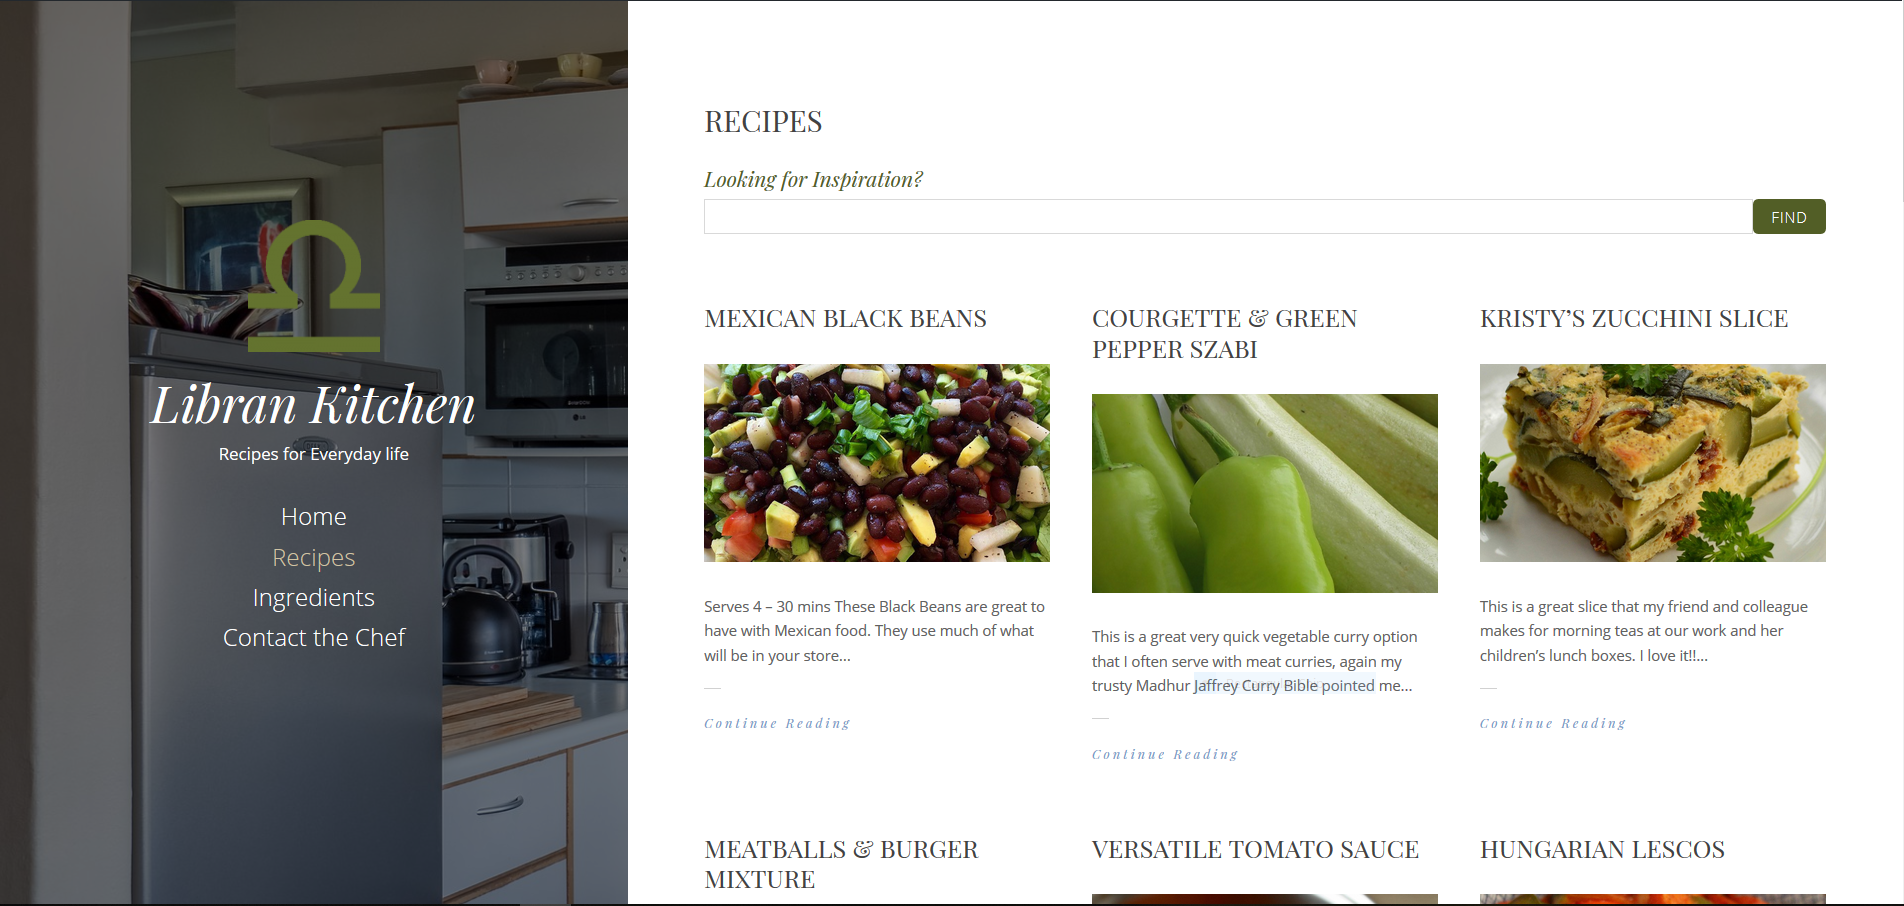 Libran Kitchen
Recipes for Everyday life
Home
Recipes
Ingredients
Contact the Chef
RECIPES
Looking for Inspiration?
FIND
MEXICAN BLACK BEANS
Serves 4 – 30 mins These Black Beans are great to
have with Mexican food. They use much of what
will be in your store...
Continue Reading
COURGETTE & GREEN
PEPPER SZABI
This is a great very quick vegetable curry option
that I often serve with meat curries, again my
trusty Madhur Jaffrey Curry Bible pointed me...
Continue Reading
KRISTY’S ZUCCHINI SLICE
This is a great slice that my friend and colleague
makes for morning teas at our work and her
children’s lunch boxes. I love it!!...
Continue Reading
MEATBALLS & BURGER
MIXTURE
VERSATILE TOMATO SAUCE
HUNGARIAN LESCOS